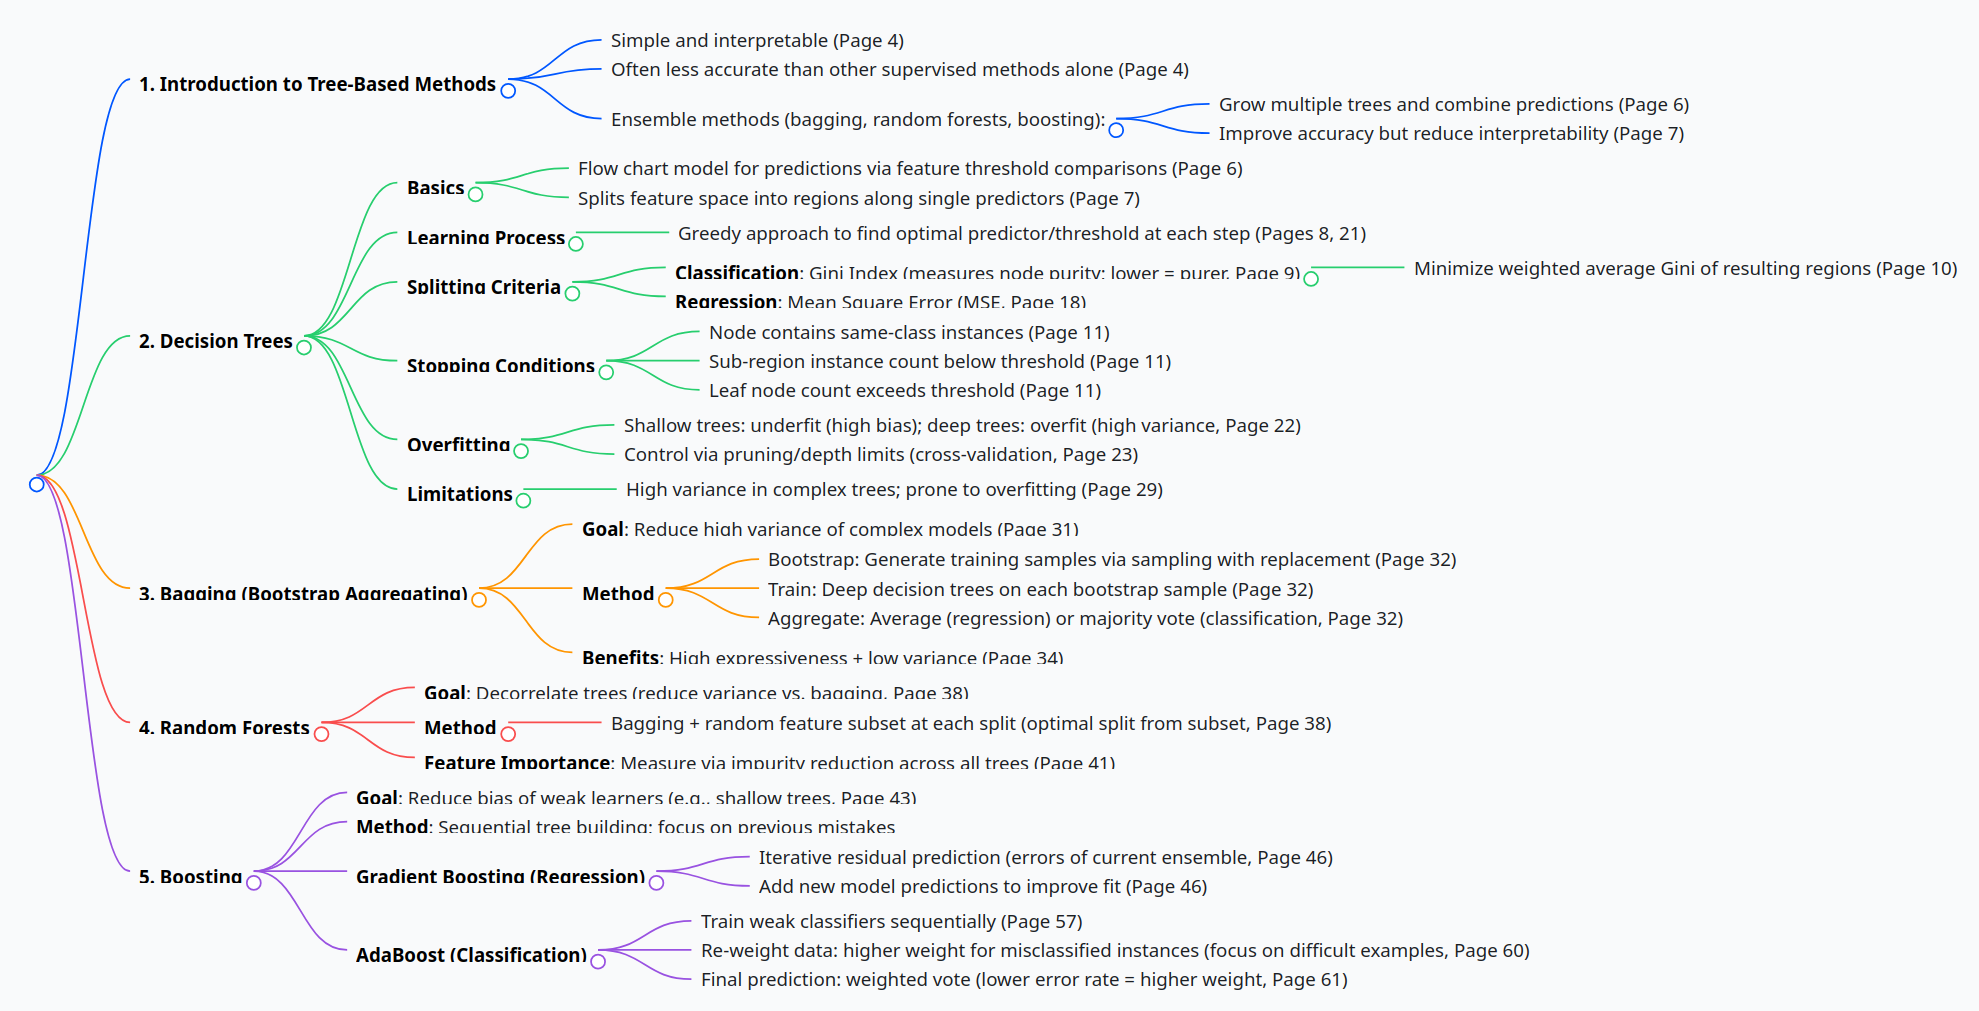 1. Introduction to Tree-Based Methods
Simple and interpretable (Page 4)
Often less accurate than other supervised methods alone (Page 4)
Ensemble methods (bagging, random forests, boosting):
Grow multiple trees and combine predictions (Page 6)
Improve accuracy but reduce interpretability (Page 7)
2. Decision Trees
Basics
Flow chart model for predictions via feature threshold comparisons (Page 6)
Splits feature space into regions along single predictors (Page 7)
Learning Process
Greedy approach to find optimal predictor/threshold at each step (Pages 8, 21)
Splitting Criteria
Classification: Gini Index (measures node purity; lower = purer, Page 9)
Minimize weighted average Gini of resulting regions (Page 10)
Regression: Mean Square Error (MSE, Page 18)
Stopping Conditions
Node contains same-class instances (Page 11)
Sub-region instance count below threshold (Page 11)
Leaf node count exceeds threshold (Page 11)
Overfitting
Shallow trees: underfit (high bias); deep trees: overfit (high variance, Page 22)
Control via pruning/depth limits (cross-validation, Page 23)
Limitations
High variance in complex trees; prone to overfitting (Page 29)
3. Bagging (Bootstrap Aggregating)
Goal: Reduce high variance of complex models (Page 31)
Method
Bootstrap: Generate training samples via sampling with replacement (Page 32)
Train: Deep decision trees on each bootstrap sample (Page 32)
Aggregate: Average (regression) or majority vote (classification, Page 32)
Benefits: High expressiveness + low variance (Page 34)
4. Random Forests
Goal: Decorrelate trees (reduce variance vs. bagging, Page 38)
Method
Bagging + random feature subset at each split (optimal split from subset, Page 38)
Feature Importance: Measure via impurity reduction across all trees (Page 41)
5. Boosting
Goal: Reduce bias of weak learners (e.g., shallow trees, Page 43)
Method: Sequential tree building; focus on previous mistakes
Gradient Boosting (Regression)
Iterative residual prediction (errors of current ensemble, Page 46)
Add new model predictions to improve fit (Page 46)
AdaBoost (Classification)
Train weak classifiers sequentially (Page 57)
Re-weight data: higher weight for misclassified instances (focus on difficult examples, Page 60)
Final prediction: weighted vote (lower error rate = higher weight, Page 61)